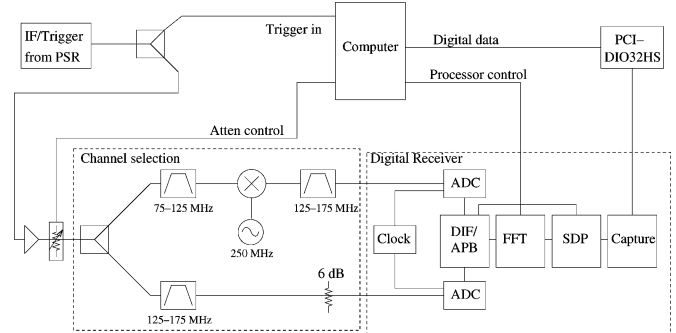 IF/Trigger
from PSR
Trigger in
Computer
Digital data
PCI–
DIO32HS
Processor control
Atten control
Channel selection
Digital Receiver
75–125 MHz
125–175 MHz
ADC
250 MHz
Clock
DIF/
APB
FFT
SDP
Capture
6 dB
ADC
125–175 MHz